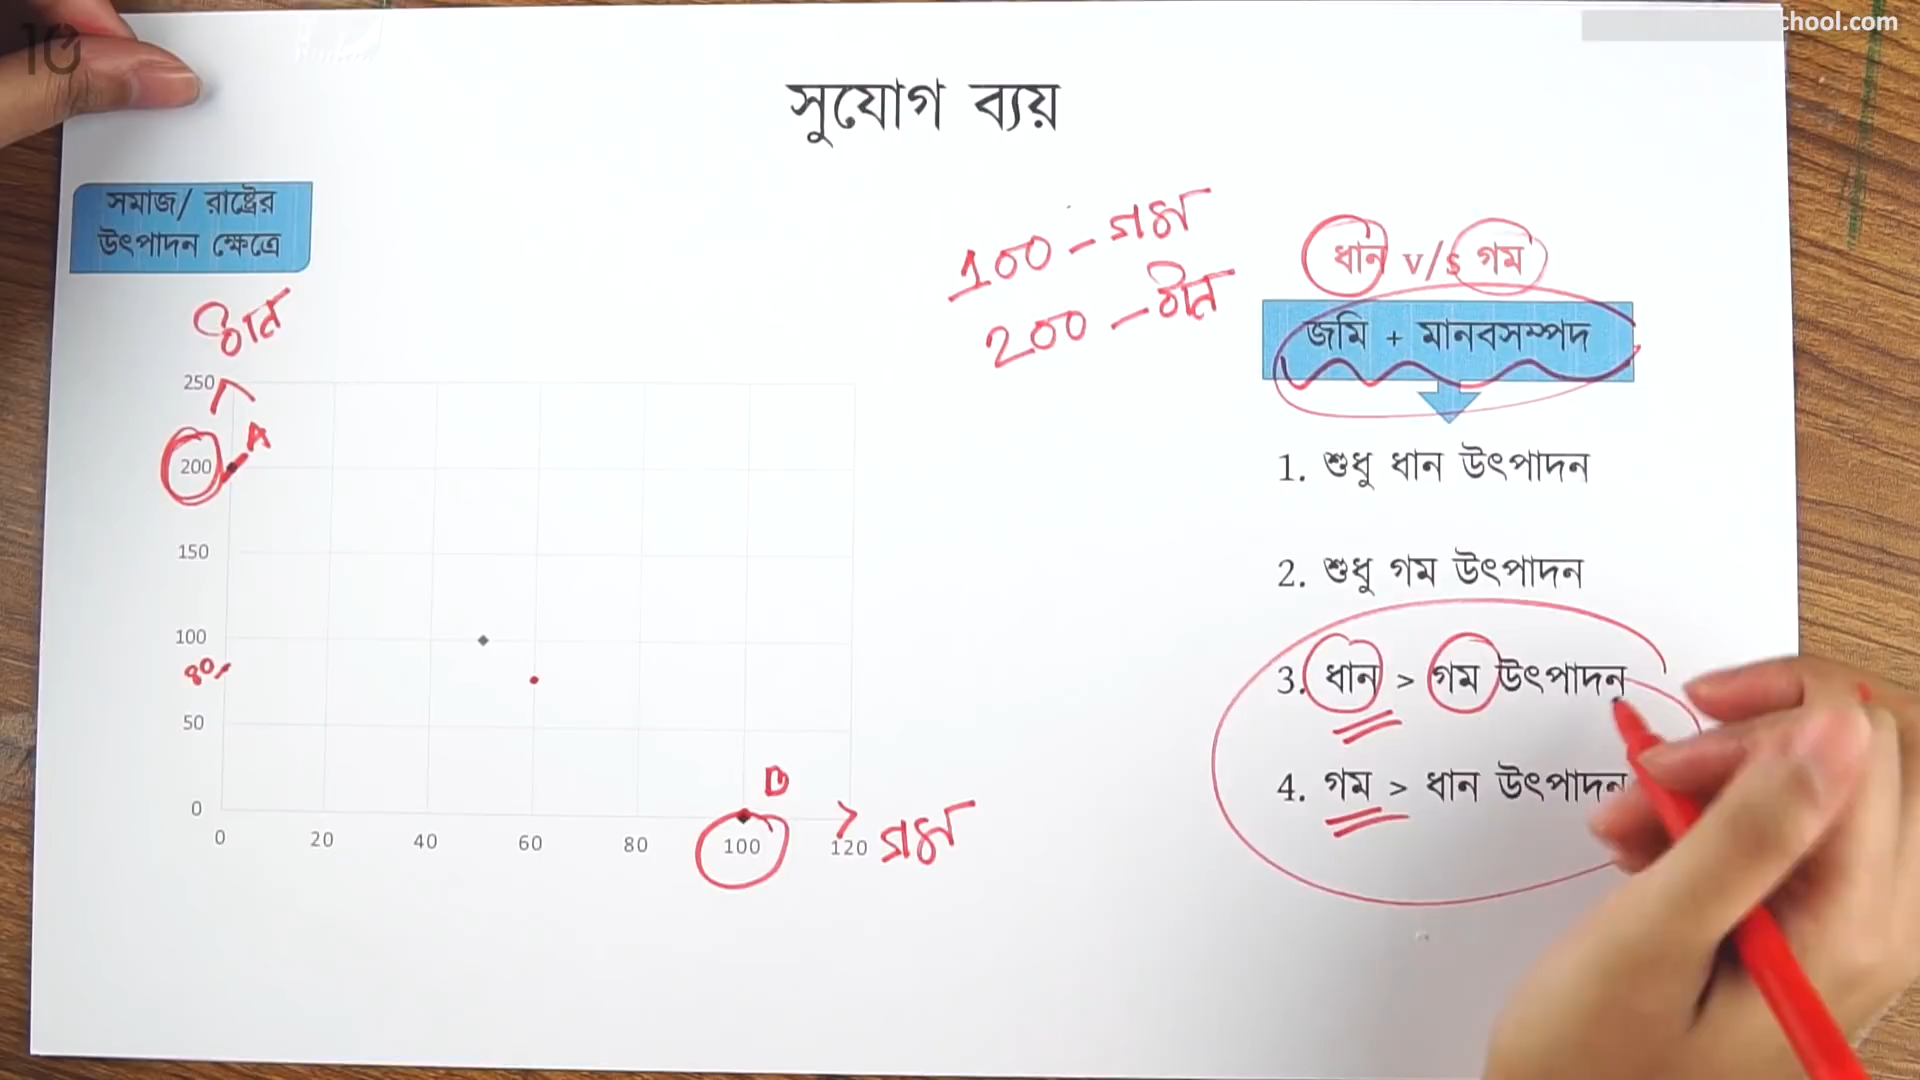 10
chool.com
সুযোগ ব্যয়
সমাজ/ রাষ্ট্রের
উৎপাদন ক্ষেত্রে
100 - গম
200 - ধান
ধান v/s গম
জমি + মানবসম্পদ
1. শুধু ধান উৎপাদন
2. শুধু গম উৎপাদন
3. ধান > গম উৎপাদন
4. গম > ধান উৎপাদন
ধান
250
A
200
150
100
80
50
0
B
0 20 40 60 80 100 120 গম